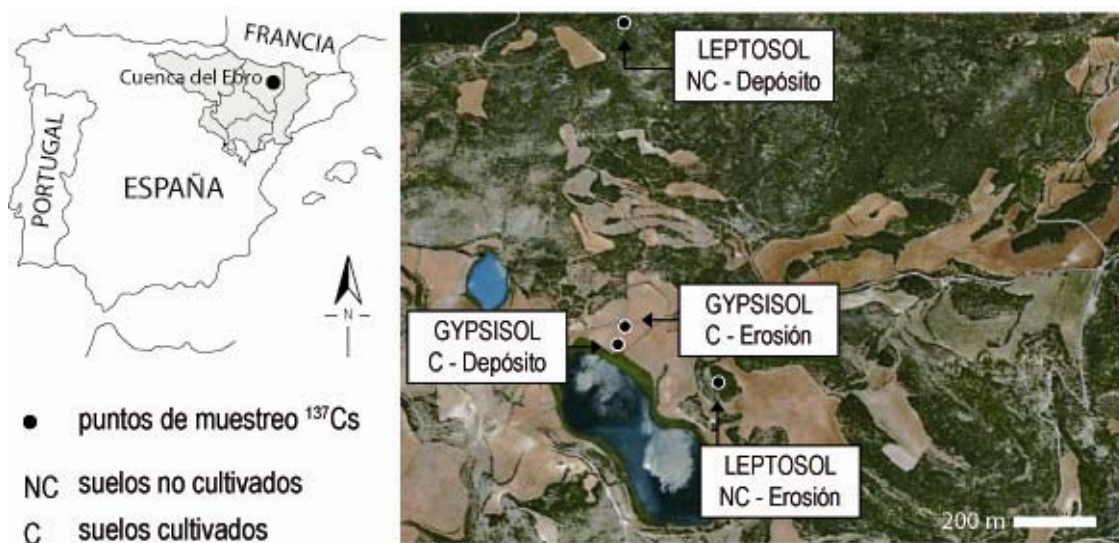 FRANCIA
Cuenca del Ebro
PORTUGAL
ESPAÑA
N
puntos de muestreo ¹³⁷Cs
NC suelos no cultivados
C suelos cultivados
LEPTOSOL
NC - Depósito
GYPSISOL
C - Erosión
GYPSISOL
C - Depósito
LEPTOSOL
NC - Erosión
200 m